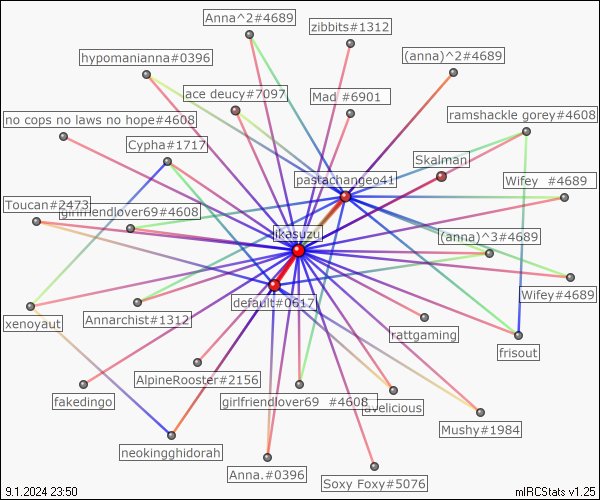 Anna^2#4689
zibbits#1312
hypomanianna#0396
(anna)^2#4689
ace deucy#7097
Mad #6901
no cops no laws no hope#4608
ramshackle gorey#4608
Cypha#1717
Skalman
pastachangeo41
Wifey #4689
Toucan#2473
girlfriendlover69#4608
ikasuzu
(anna)^3#4689
Wifey#4689
default#0617
xenoyaut
Annarchist#1312
rattgaming
frisout
AlpineRooster#2156
fakedingo
girlfriendlover69 #4608
avelicious
Mushy#1984
neokingghidorah
Anna.#0396
Soxy Foxy#5076
9.1.2024 23:50
mIRCStats v1.25